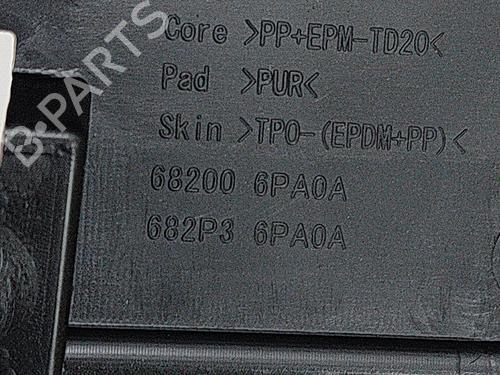 B-PARTS
Core >PP+EPM-TD20<
Pad >PUR<
Skin >TPO-(EPDM+PP)<
68200 6PA0A
682P3 6PA0A